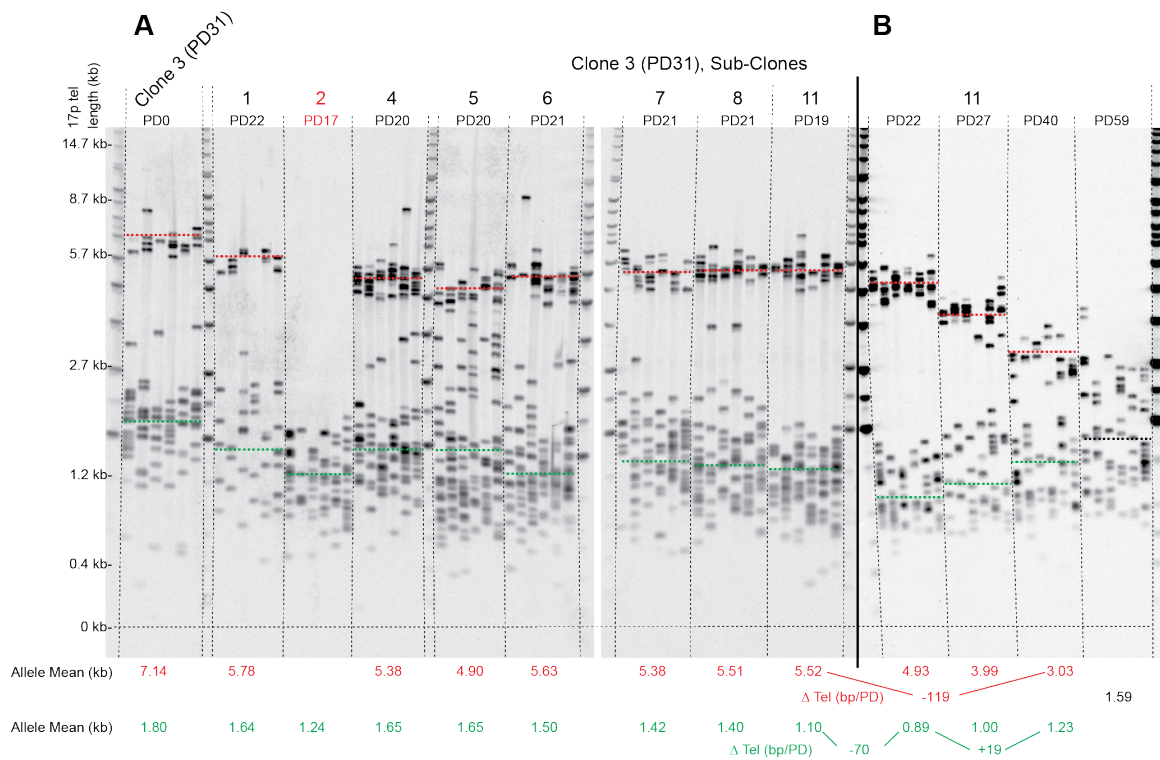 A
B
Clone 3 (PD31)
Clone 3 (PD31), Sub-Clones
17p tel
length (kb)
1 2 4 5 6 7 8 11 11
PD0 PD22 PD17 PD20 PD20 PD21 PD21 PD21 PD19 PD22 PD27 PD40 PD59
14.7 kb-
8.7 kb-
5.7 kb-
2.7 kb-
1.2 kb-
0.4 kb-
0 kb-
Allele Mean (kb) 7.14 5.78 5.38 4.90 5.63 5.38 5.51 5.52 4.93 3.99 3.03
Δ Tel (bp/PD) -119 1.59
Allele Mean (kb) 1.80 1.64 1.24 1.65 1.65 1.50 1.42 1.40 1.10 0.89 1.00 1.23
Δ Tel (bp/PD) -70 +19